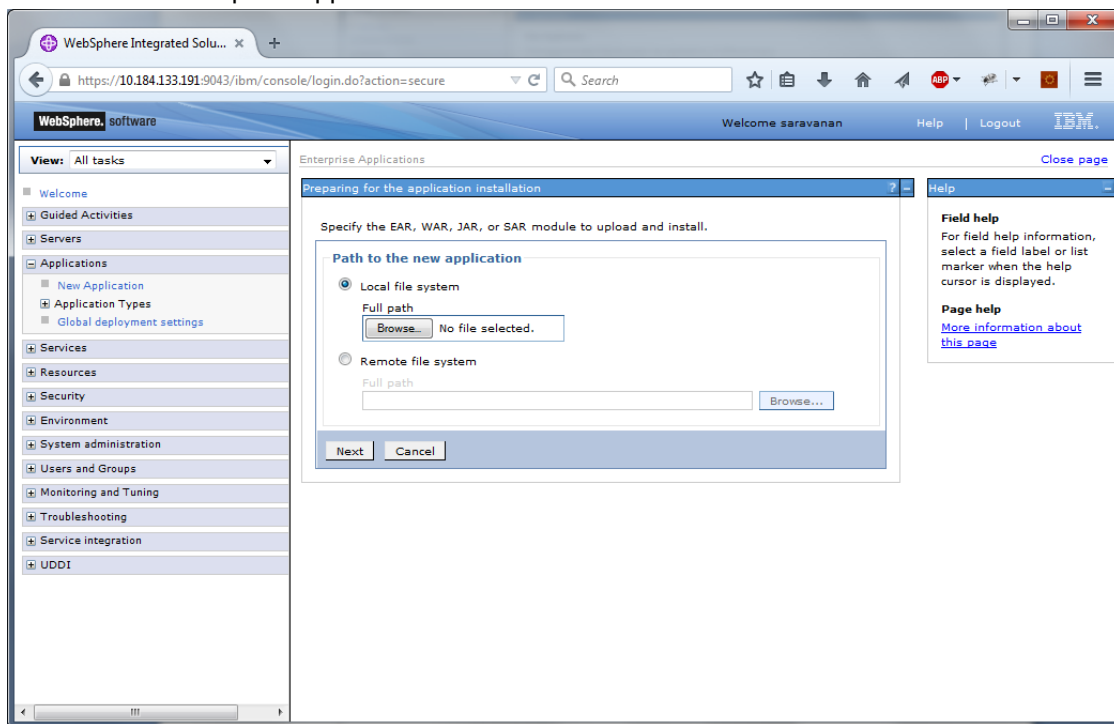 WebSphere Integrated Solu...
https://10.184.133.191:9043/ibm/console/login.do?action=secure
Search
ABP
WebSphere. software
Welcome saravanan
Help | Logout
IBM.
View: All tasks
Welcome
Guided Activities
Servers
Applications
New Application
Application Types
Global deployment settings
Services
Resources
Security
Environment
System administration
Users and Groups
Monitoring and Tuning
Troubleshooting
Service integration
UDDI
Enterprise Applications
Close page
Preparing for the application installation
Specify the EAR, WAR, JAR, or SAR module to upload and install.
Path to the new application
Local file system
Full path
Browse... No file selected.
Remote file system
Full path
Browse...
Next Cancel
Help
Field help
For field help information,
select a field label or list
marker when the help
cursor is displayed.
Page help
More information about
this page